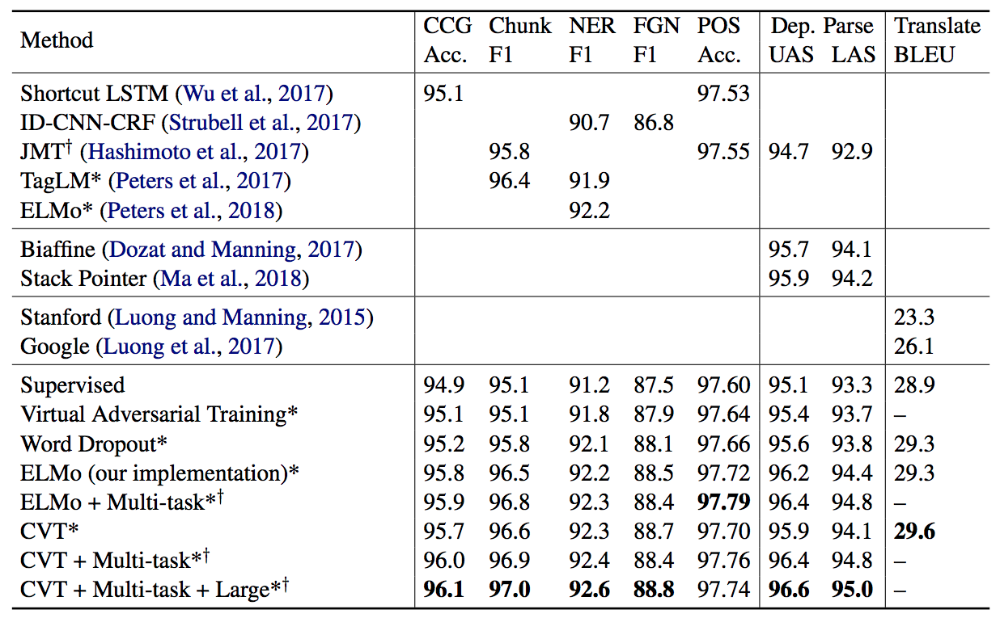 Method CCG Chunk NER FGN POS Dep. Parse Translate
Acc. F1 F1 F1 Acc. UAS LAS BLEU
Shortcut LSTM (Wu et al., 2017) 95.1 97.53
ID-CNN-CRF (Strubell et al., 2017) 90.7 86.8
JMT† (Hashimoto et al., 2017) 95.8 97.55 94.7 92.9
TagLM* (Peters et al., 2017) 96.4 91.9
ELMo* (Peters et al., 2018) 92.2
Biaffine (Dozat and Manning, 2017) 95.7 94.1
Stack Pointer (Ma et al., 2018) 95.9 94.2
Stanford (Luong and Manning, 2015) 23.3
Google (Luong et al., 2017) 26.1
Supervised 94.9 95.1 91.2 87.5 97.60 95.1 93.3 28.9
Virtual Adversarial Training* 95.1 95.1 91.8 87.9 97.64 95.4 93.7 –
Word Dropout* 95.2 95.8 92.1 88.1 97.66 95.6 93.8 29.3
ELMo (our implementation)* 95.8 96.5 92.2 88.5 97.72 96.2 94.4 29.3
ELMo + Multi-task*† 95.9 96.8 92.3 88.4 97.79 96.4 94.8 –
CVT* 95.7 96.6 92.3 88.7 97.70 95.9 94.1 29.6
CVT + Multi-task*† 96.0 96.9 92.4 88.4 97.76 96.4 94.8 –
CVT + Multi-task + Large*† 96.1 97.0 92.6 88.8 97.74 96.6 95.0 –